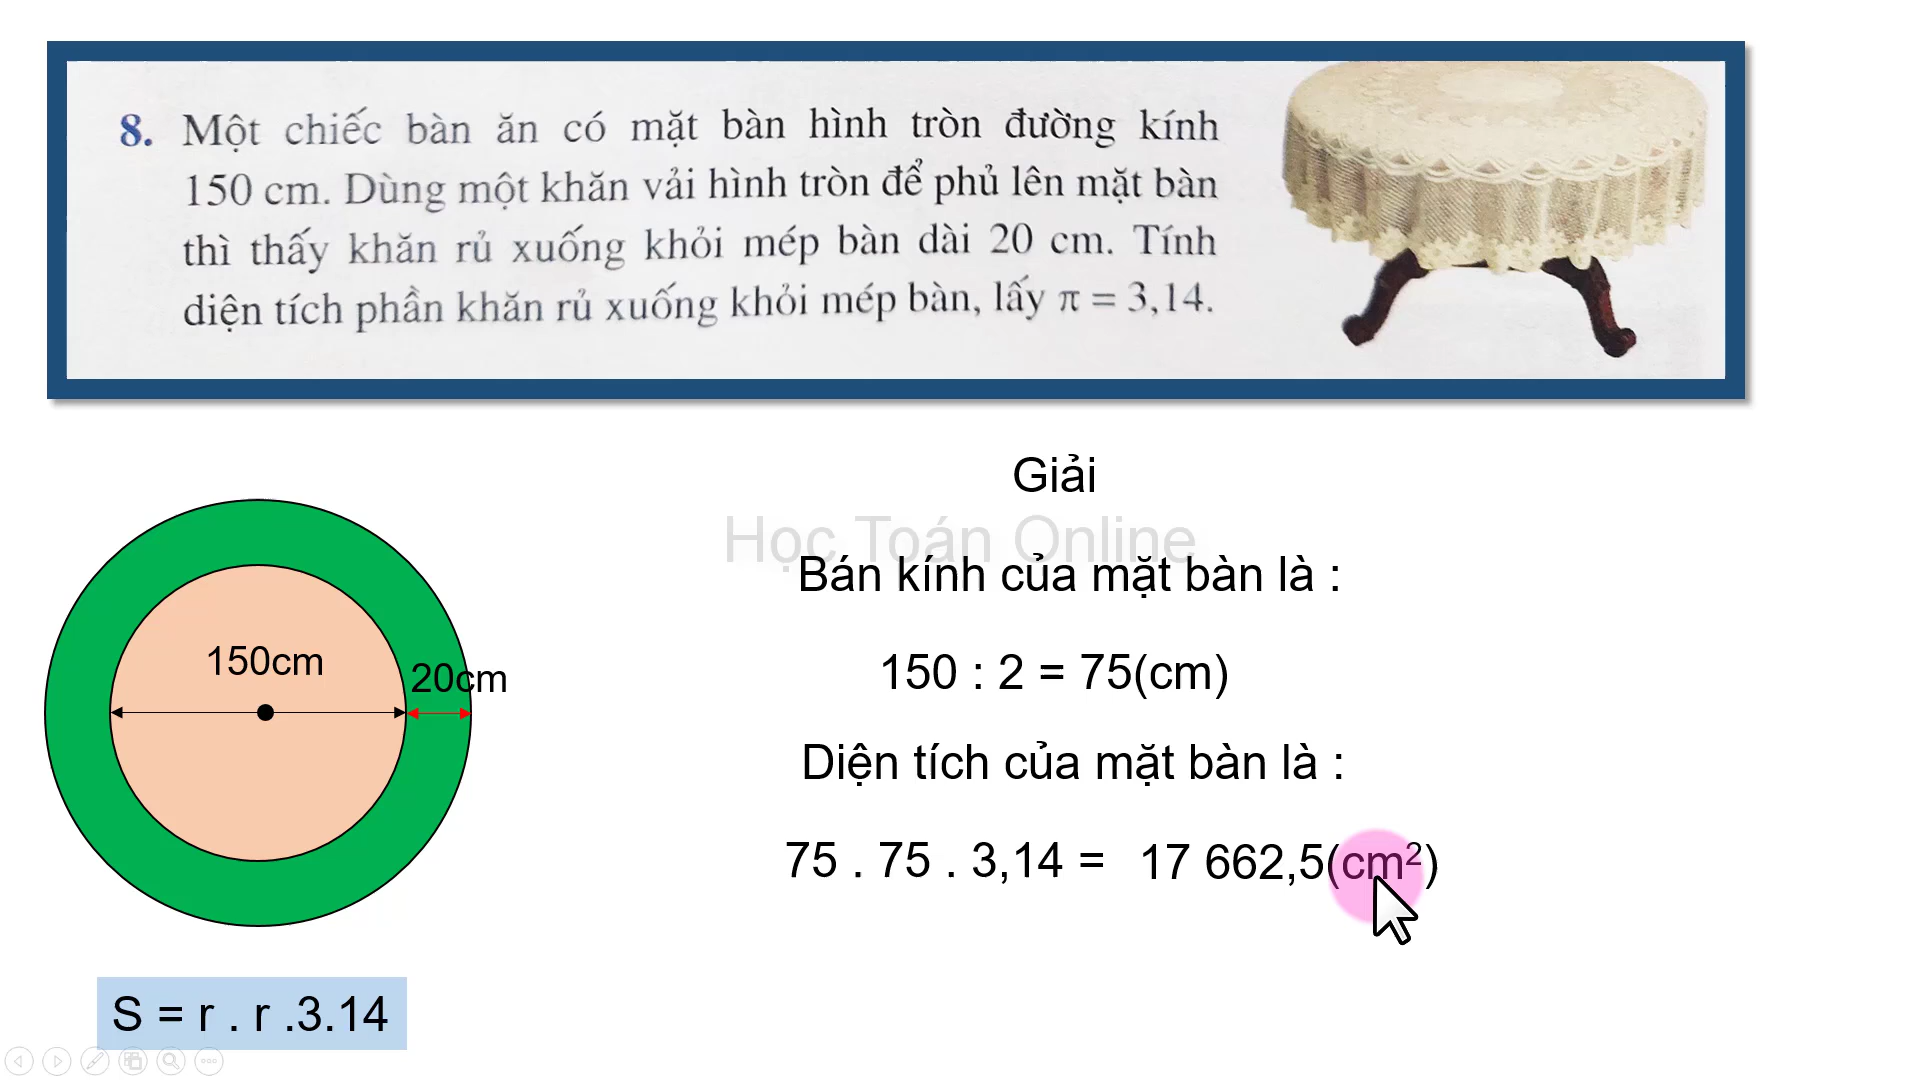 8. Một chiếc bàn ăn có mặt bàn hình tròn đường kính
150 cm. Dùng một khăn vải hình tròn để phủ lên mặt bàn
thì thấy khăn rủ xuống khỏi mép bàn dài 20 cm. Tính
diện tích phần khăn rủ xuống khỏi mép bàn, lấy π = 3,14.
Giải
Học Toán Online
Bán kính của mặt bàn là :
150 : 2 = 75(cm)
Diện tích của mặt bàn là :
75 . 75 . 3,14 = 17 662,5(cm²)
150cm
20cm
S = r . r .3.14